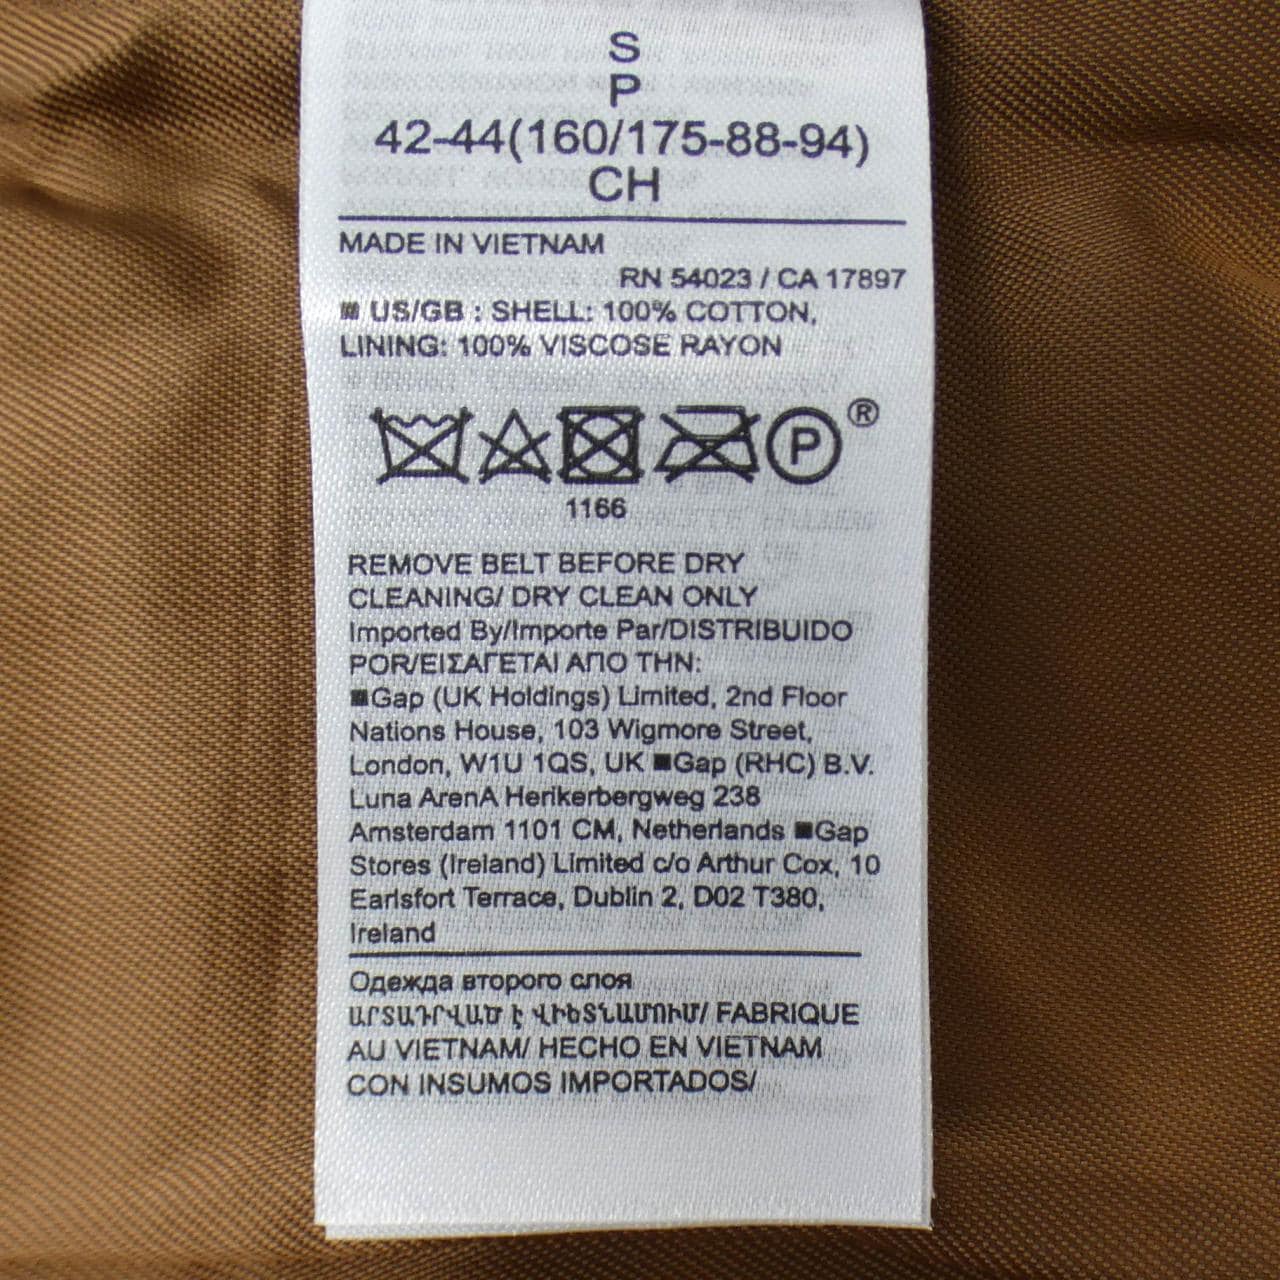 S
P
42-44(160/175-88-94)
CH
MADE IN VIETNAM
RN 54023 / CA 17897
■ US/GB : SHELL: 100% COTTON,
LINING: 100% VISCOSE RAYON
P ®
1166
REMOVE BELT BEFORE DRY
CLEANING/ DRY CLEAN ONLY
Imported By/Importe Par/DISTRIBUIDO
POR/ΕΙΣΑΓΕΤΑΙ ΑΠΟ ΤΗΝ:
■Gap (UK Holdings) Limited, 2nd Floor
Nations House, 103 Wigmore Street,
London, W1U 1QS, UK ■Gap (RHC) B.V.
Luna ArenA Herikerbergweg 238
Amsterdam 1101 CM, Netherlands ■Gap
Stores (Ireland) Limited c/o Arthur Cox, 10
Earlsfort Terrace, Dublin 2, D02 T380,
Ireland
Одежда второго слоя
ԱՐՏԱԴՐՎԱԾ Է ՎԻԵՏՆԱՄՈՒՄ/ FABRIQUE
AU VIETNAM/ HECHO EN VIETNAM
CON INSUMOS IMPORTADOS/